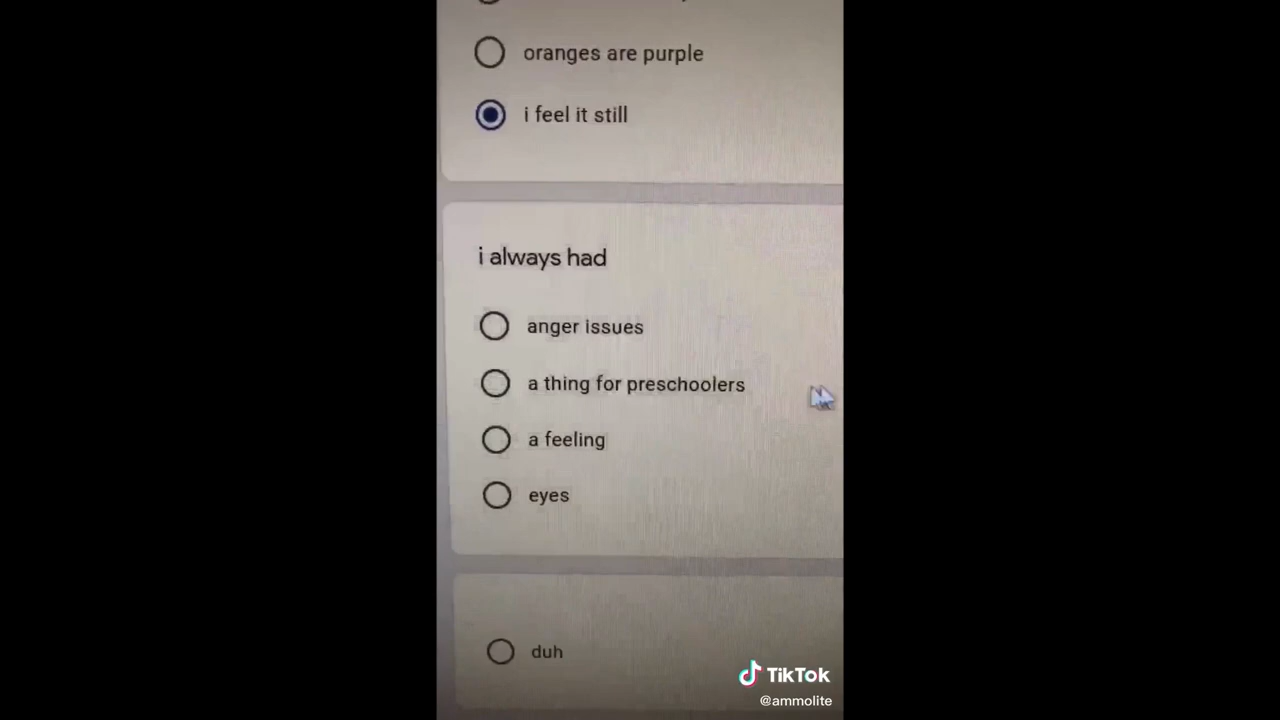 oranges are purple
i feel it still
i always had
anger issues
a thing for preschoolers
a feeling
eyes
duh
TikTok
@ammolite